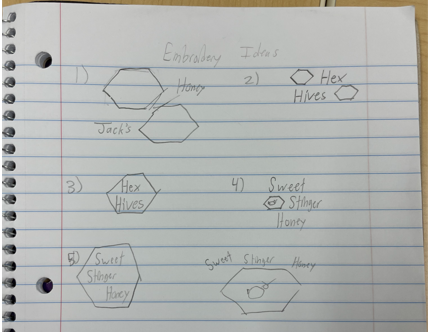 Embroidery Ideas
1)
Honey
Jack's
2) Hex
Hives
3) Hex
Hives
4) Sweet
Stinger
Honey
5) Sweet
Stinger
Honey
Sweet Stinger Honey